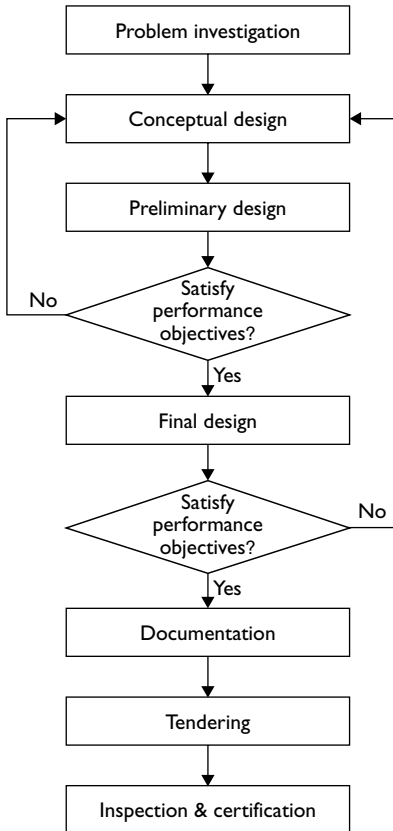 Problem investigation
Conceptual design
Preliminary design
No
Satisfy
performance
objectives?
Yes
Final design
Satisfy
performance
objectives?
No
Yes
Documentation
Tendering
Inspection & certification